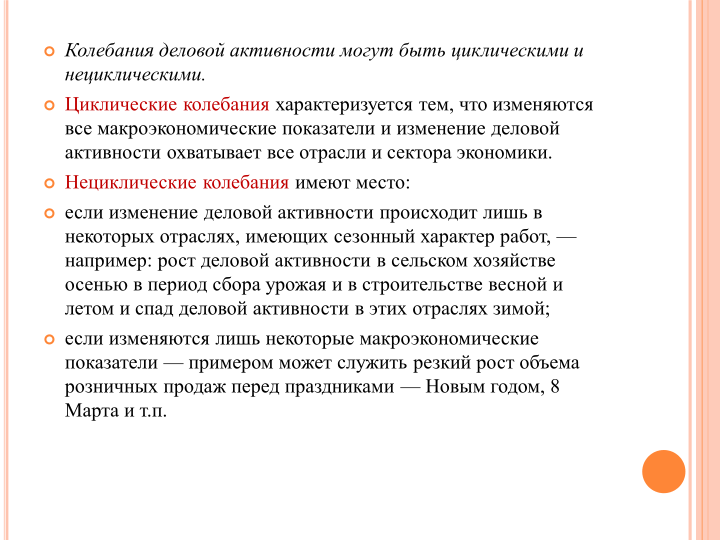 Колебания деловой активности могут быть циклическими и
нециклическими.
Циклические колебания характеризуется тем, что изменяются
все макроэкономические показатели и изменение деловой
активности охватывает все отрасли и сектора экономики.
Нециклические колебания имеют место:
если изменение деловой активности происходит лишь в
некоторых отраслях, имеющих сезонный характер работ, —
например: рост деловой активности в сельском хозяйстве
осенью в период сбора урожая и в строительстве весной и
летом и спад деловой активности в этих отраслях зимой;
если изменяются лишь некоторые макроэкономические
показатели — примером может служить резкий рост объема
розничных продаж перед праздниками — Новым годом, 8
Марта и т.п.